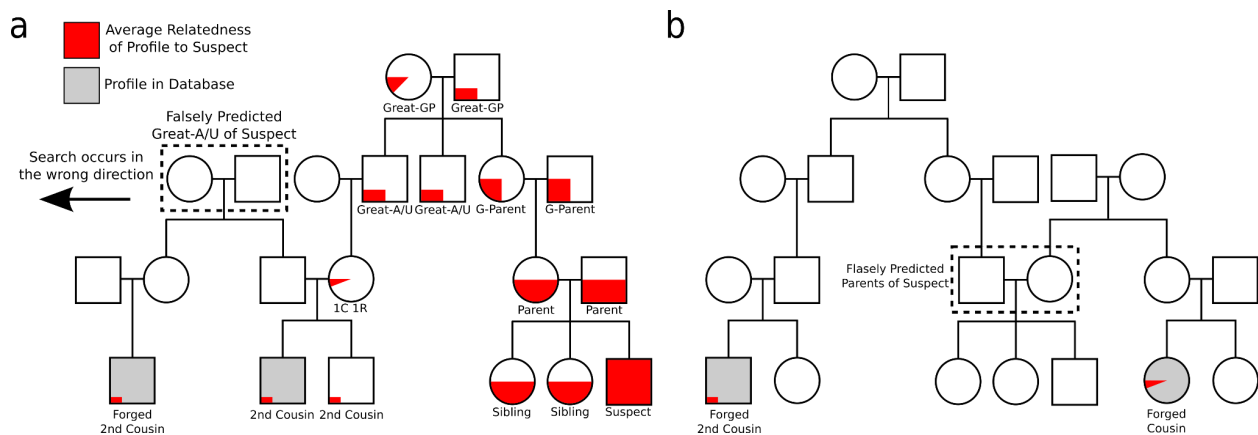 a
Average Relatedness
of Profile to Suspect
Profile in Database
Falsely Predicted
Great-A/U of Suspect
Search occurs in
the wrong direction
Great-GP
Great-GP
Great-A/U
Great-A/U
G-Parent
G-Parent
1C 1R
Parent
Parent
Forged
2nd Cousin
2nd Cousin
2nd Cousin
Sibling
Sibling
Suspect
b
Flasely Predicted
Parents of Suspect
Forged
2nd Cousin
Forged
Cousin